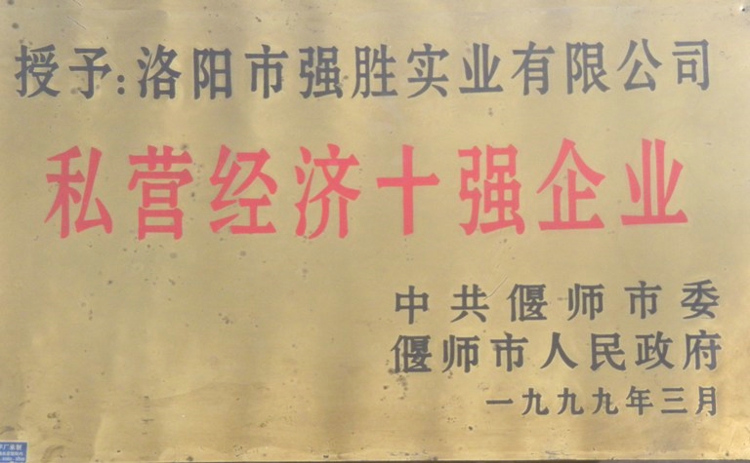 授予:洛阳市强胜实业有限公司
私营经济十强企业
中共偃师市委
偃师市人民政府
一九九九年三月